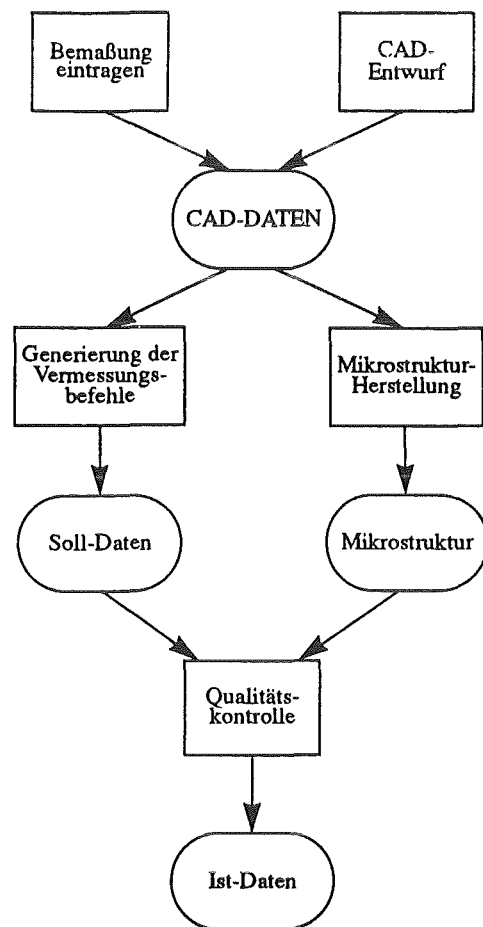 Bemaßung
eintragen
CAD-
Entwurf
CAD-DATEN
Generierung der
Vermessungs-
befehle
Mikrostruktur-
Herstellung
Soll-Daten
Mikrostruktur
Qualitäts-
kontrolle
Ist-Daten